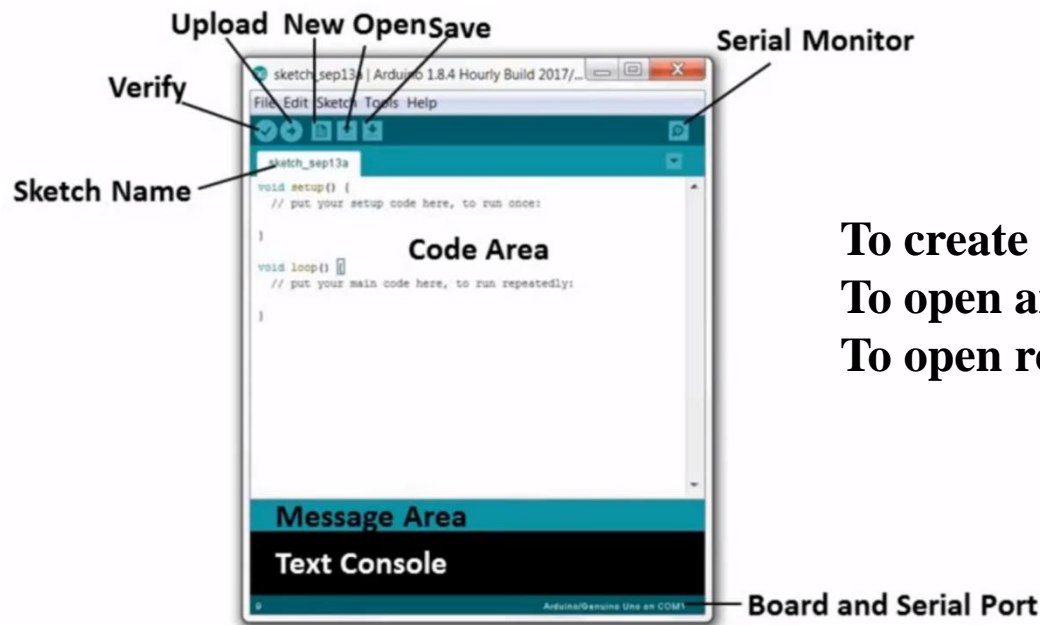 Upload New Open Save
Serial Monitor
Verify
sketch_sep13a | Arduino 1.8.4 Hourly Build 2017/...
File Edit Sketch Tools Help
sketch_sep13a
Sketch Name
void setup() {
// put your setup code here, to run once:
}
Code Area
void loop() {
// put your main code here, to run repeatedly:
}
To create
To open
To open
Message Area
Text Console
9
Arduino/Genuino Uno on COM1
Board and Serial Port